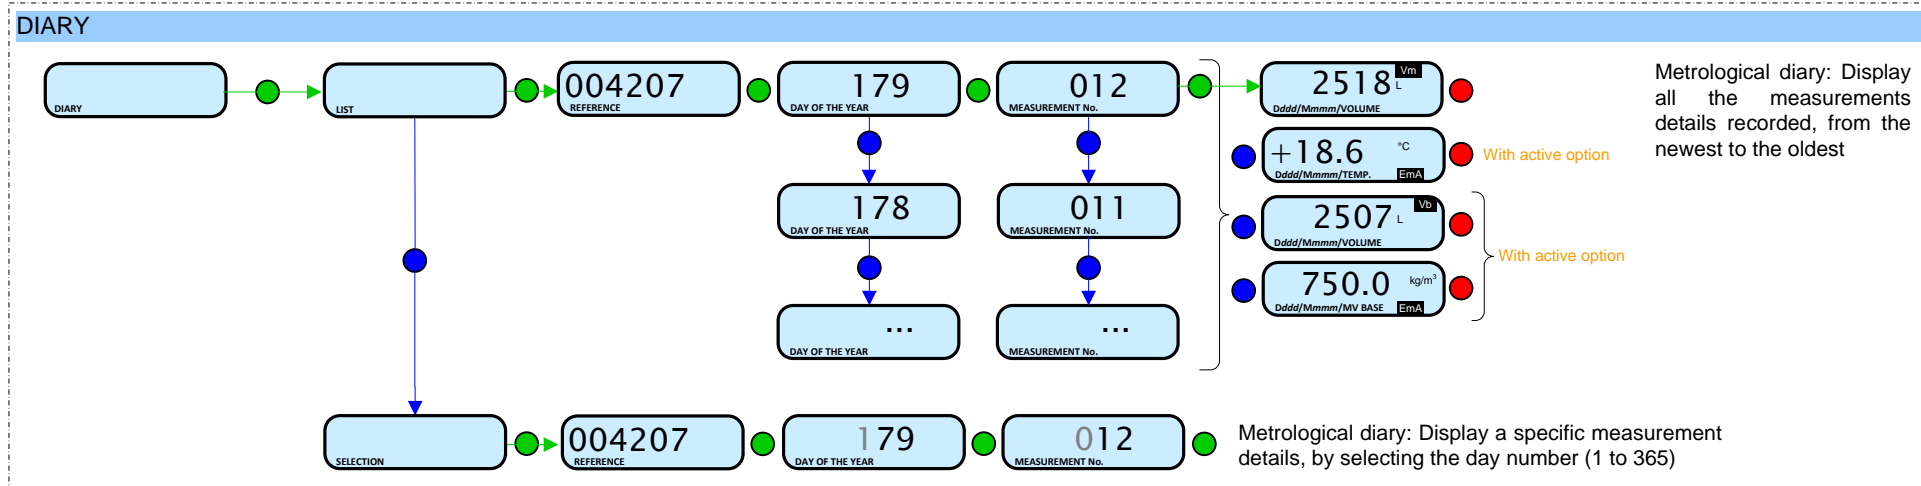 DIARY
DIARY
LIST
004207
REFERENCE
179
DAY OF THE YEAR
012
MEASUREMENT No.
2518 L Vm
Dddd/Mmmm/VOLUME
Metrological diary: Display
all the measurements
details recorded, from the
newest to the oldest
+18.6 °C
Dddd/Mmmm/TEMP. EmA
With active option
178
DAY OF THE YEAR
011
MEASUREMENT No.
2507 L Vb
Dddd/Mmmm/VOLUME
With active option
750.0 kg/m³
Dddd/Mmmm/MV BASE EmA
...
DAY OF THE YEAR
...
MEASUREMENT No.
SELECTION
004207
REFERENCE
179
DAY OF THE YEAR
012
MEASUREMENT No.
Metrological diary: Display a specific measurement
details, by selecting the day number (1 to 365)